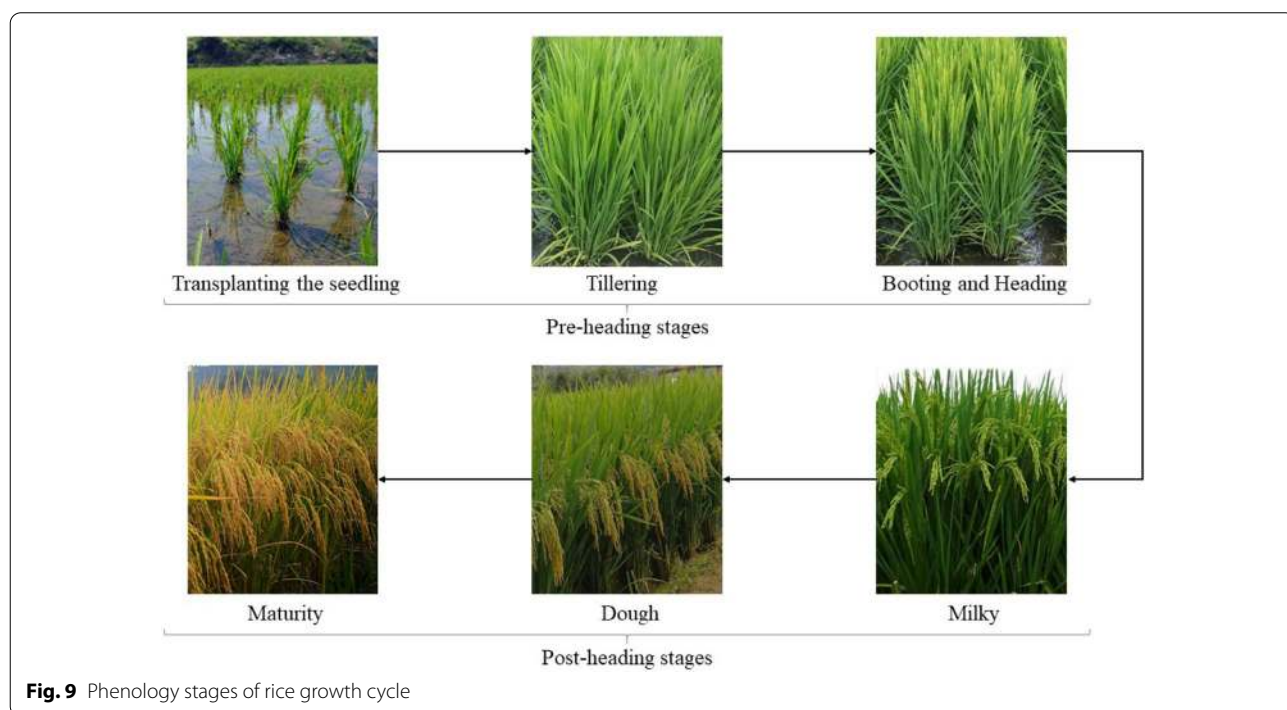 Transplanting the seedling
Tillering
Booting and Heading
Pre-heading stages
Maturity
Dough
Milky
Post-heading stages
Fig. 9 Phenology stages of rice growth cycle